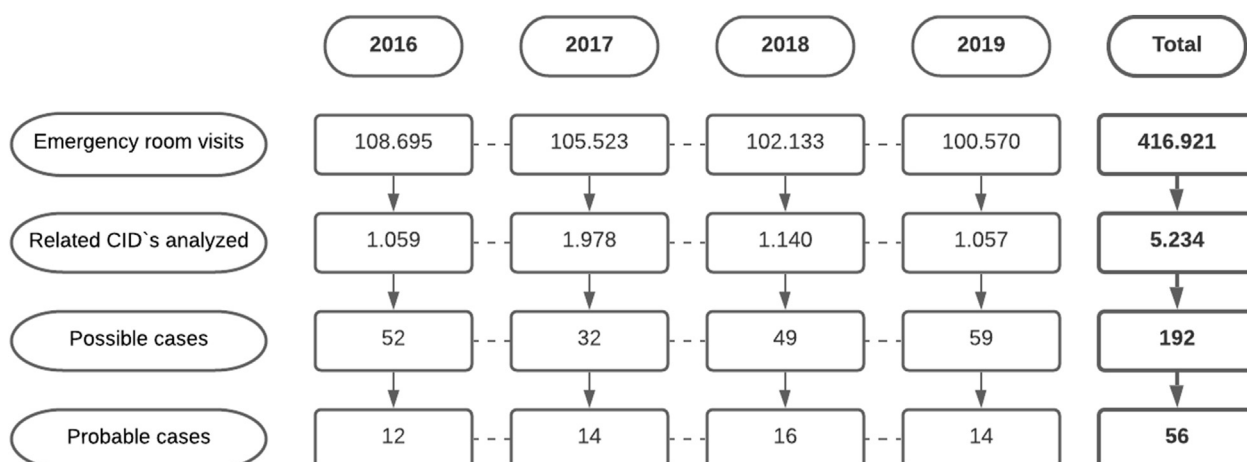 2016 2017 2018 2019 Total
Emergency room visits 108.695 105.523 102.133 100.570 416.921
Related CID`s analyzed 1.059 1.978 1.140 1.057 5.234
Possible cases 52 32 49 59 192
Probable cases 12 14 16 14 56